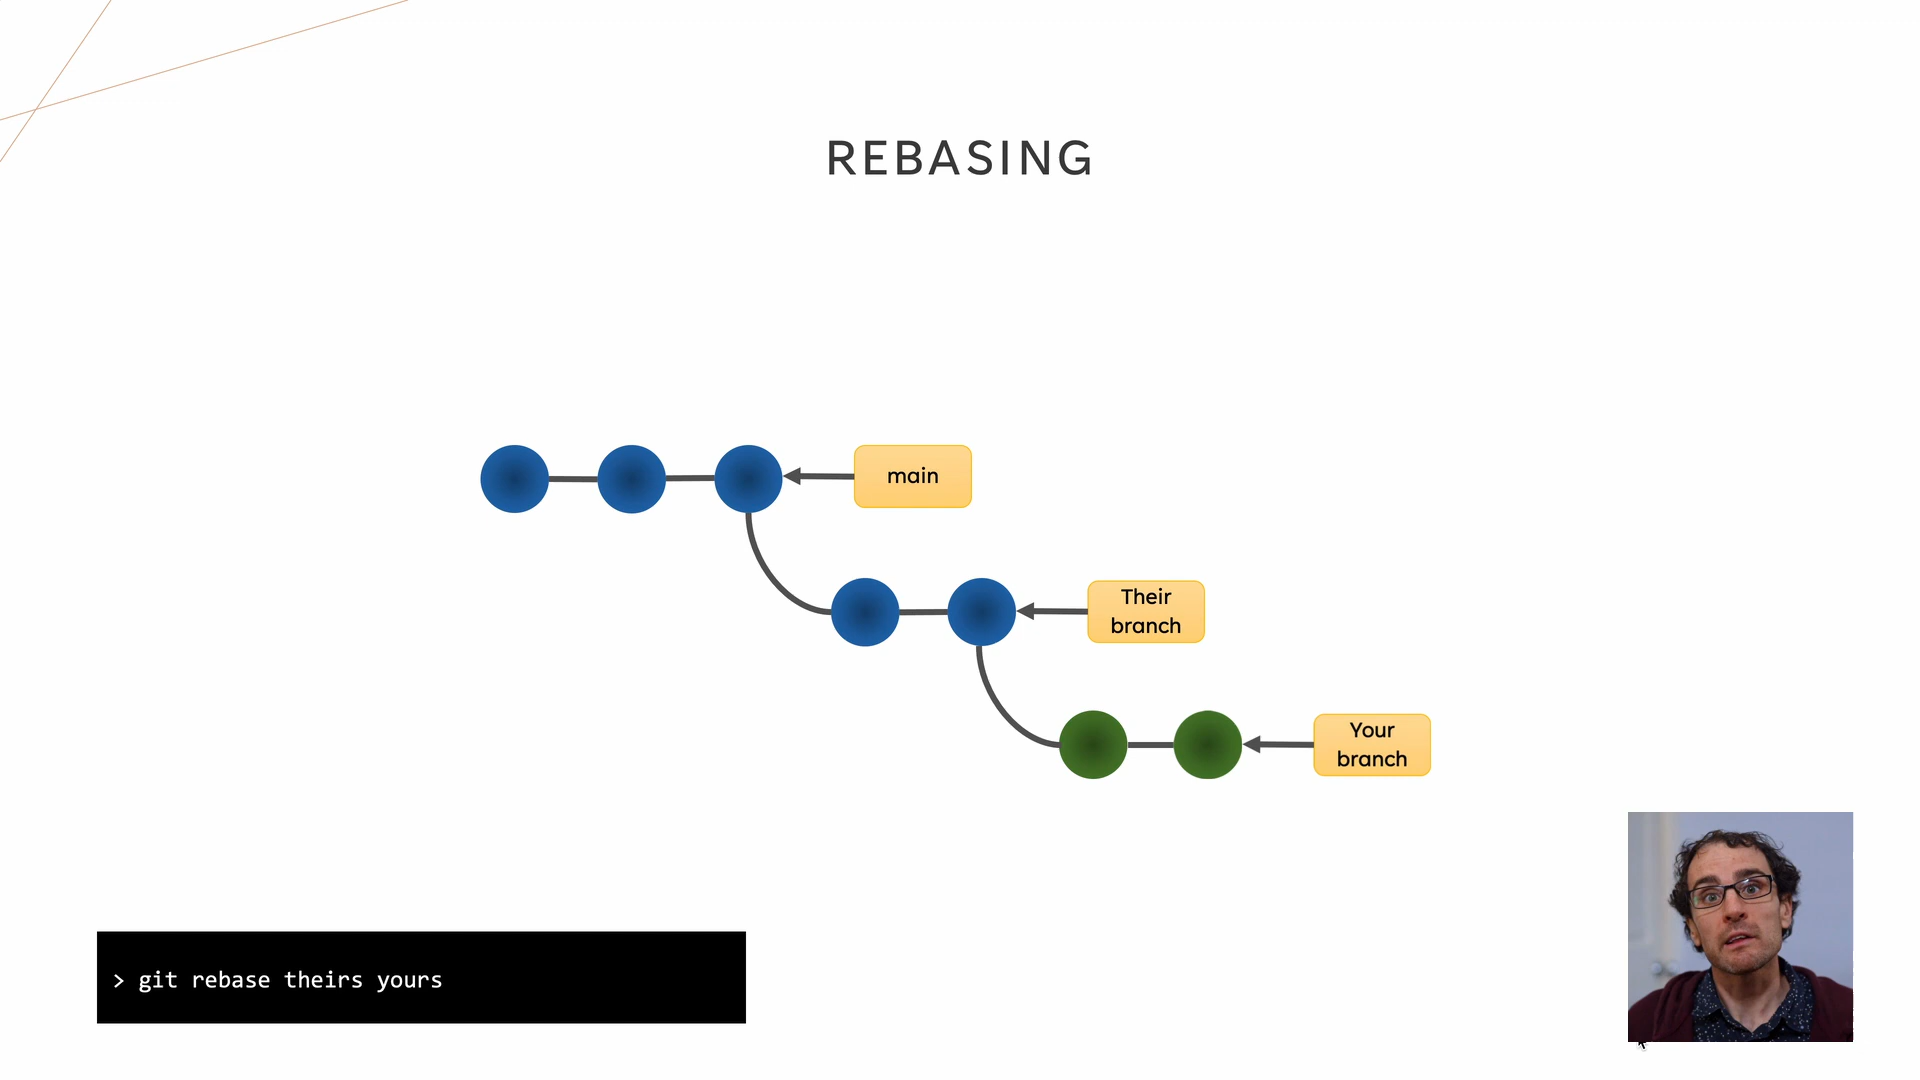 REBASING
main
Their
branch
Your
branch
> git rebase theirs yours